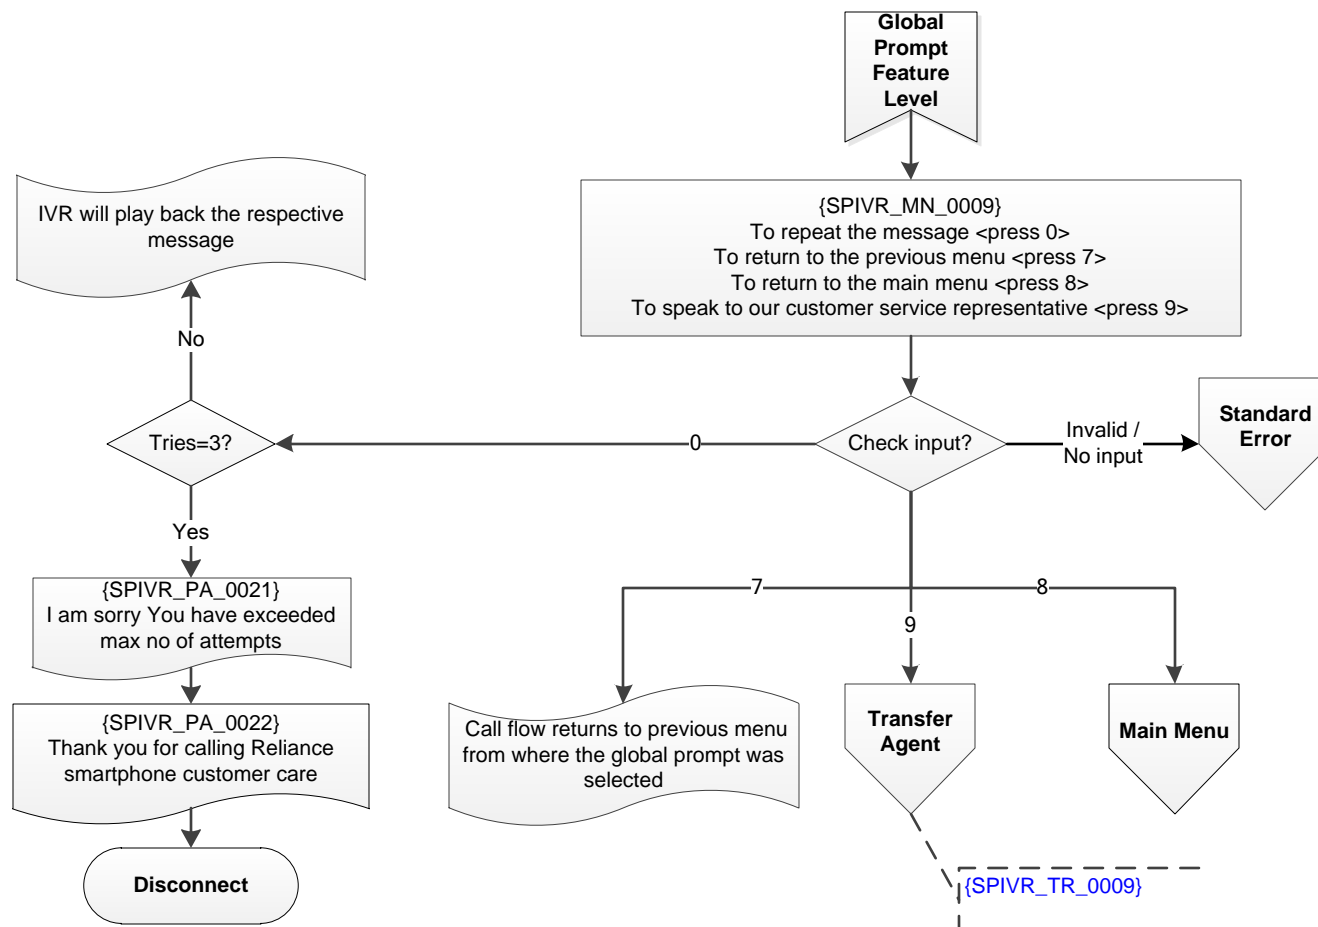 Global
Prompt
Feature
Level
{SPIVR_MN_0009}
To repeat the message <press 0>
To return to the previous menu <press 7>
To return to the main menu <press 8>
To speak to our customer service representative <press 9>
IVR will play back the respective
message
No
Tries=3?
0
Check input?
Invalid /
No input
Standard
Error
Yes
{SPIVR_PA_0021}
I am sorry You have exceeded
max no of attempts
7
9
8
{SPIVR_PA_0022}
Thank you for calling Reliance
smartphone customer care
Call flow returns to previous menu
from where the global prompt was
selected
Transfer
Agent
Main Menu
Disconnect
{SPIVR_TR_0009}